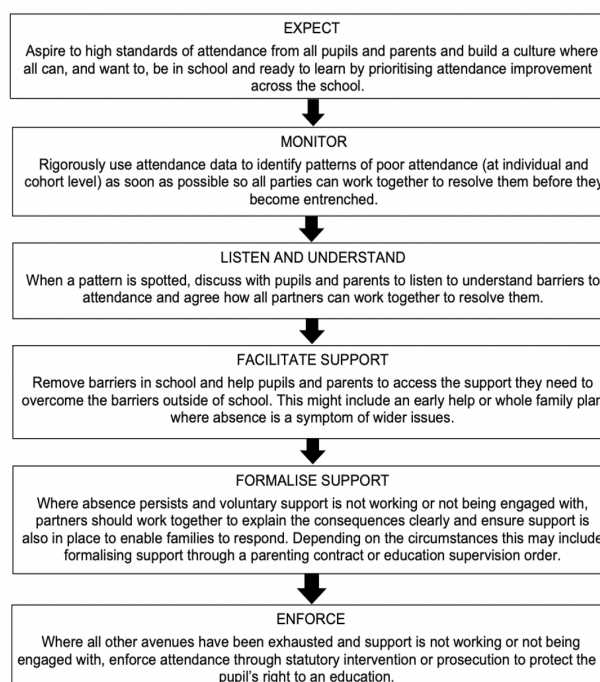 EXPECT
Aspire to high standards of attendance from all pupils and parents and build a culture where
all can, and want to, be in school and ready to learn by prioritising attendance improvement
across the school.
MONITOR
Rigorously use attendance data to identify patterns of poor attendance (at individual and
cohort level) as soon as possible so all parties can work together to resolve them before they
become entrenched.
LISTEN AND UNDERSTAND
When a pattern is spotted, discuss with pupils and parents to listen to understand barriers to
attendance and agree how all partners can work together to resolve them.
FACILITATE SUPPORT
Remove barriers in school and help pupils and parents to access the support they need to
overcome the barriers outside of school. This might include an early help or whole family plan
where absence is a symptom of wider issues.
FORMALISE SUPPORT
Where absence persists and voluntary support is not working or not being engaged with,
partners should work together to explain the consequences clearly and ensure support is
also in place to enable families to respond. Depending on the circumstances this may include
formalising support through a parenting contract or education supervision order.
ENFORCE
Where all other avenues have been exhausted and support is not working or not being
engaged with, enforce attendance through statutory intervention or prosecution to protect the
pupil's right to an education.